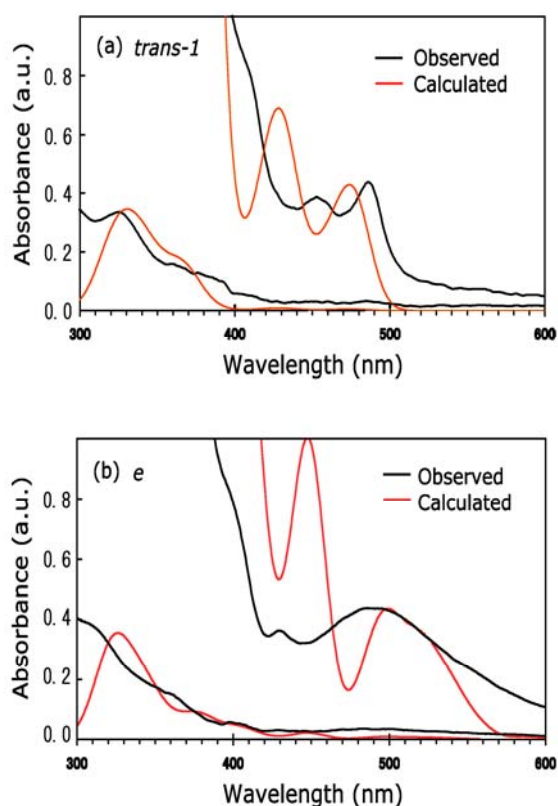 (a) trans-1
Observed
Calculated
Absorbance (a.u.)
0.8
0.6
0.4
0.2
0.0
300 400 500 600
Wavelength (nm)
(b) e
Observed
Calculated
Absorbance (a.u.)
0.8
0.6
0.4
0.2
0.0
300 400 500 600
Wavelength (nm)